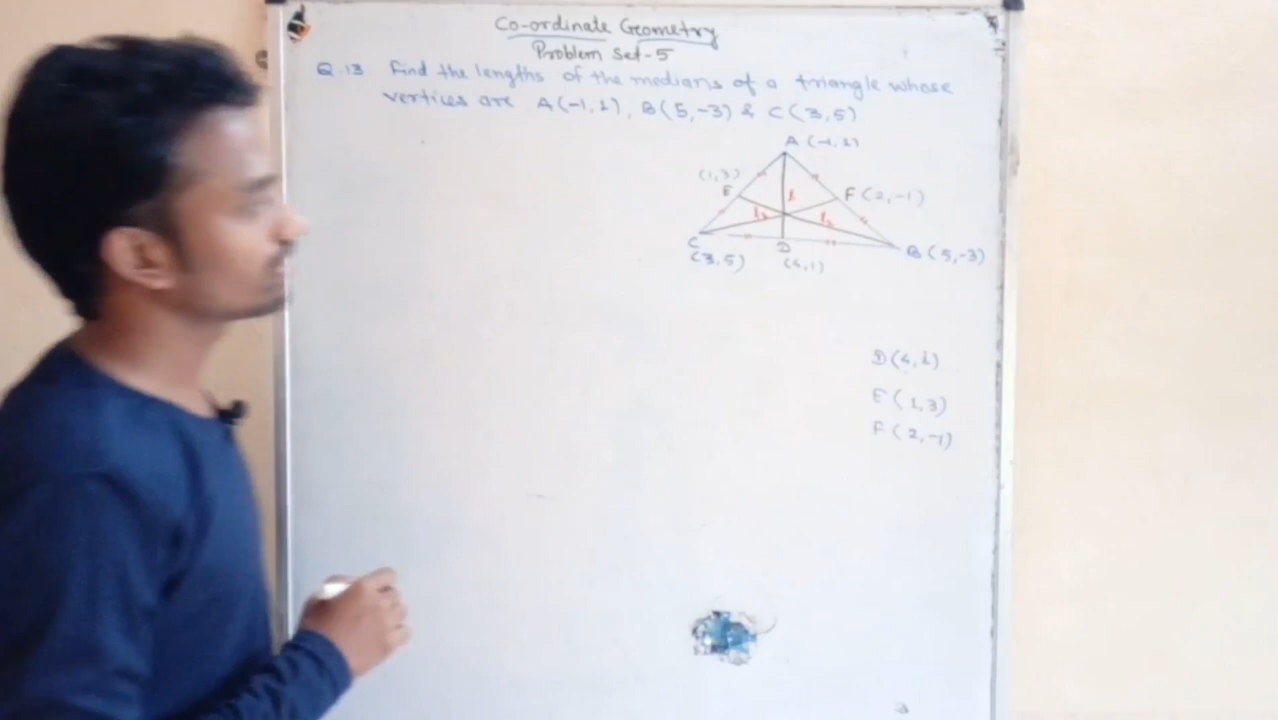 Co-ordinate Geometry
Problem Set-5
Q.13 Find the lengths of the medians of a triangle whose
vertices are A(-1,1), B(5,-3) & C(3,5)
A (-1,1)
(1,3)
E
F (2,-1)
l
l₂
l₃
C
D
B (5,-3)
(3,5)
(4,1)
D(4,1)
E(1,3)
F(2,-1)